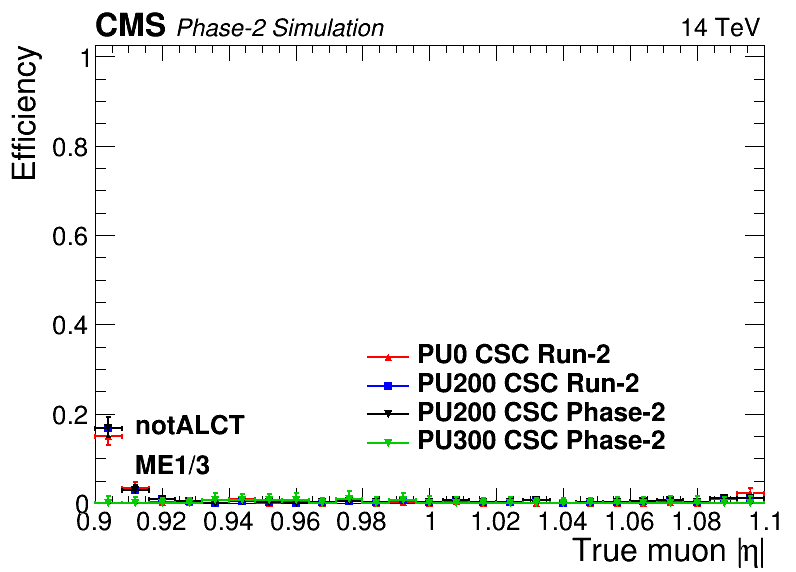 CMS Phase-2 Simulation 14 TeV
Efficiency
1
0.8
0.6
0.4
0.2
0
PU0 CSC Run-2
PU200 CSC Run-2
PU200 CSC Phase-2
PU300 CSC Phase-2
notALCT
ME1/3
0.9 0.92 0.94 0.96 0.98 1 1.02 1.04 1.06 1.08 1.1
True muon |η|